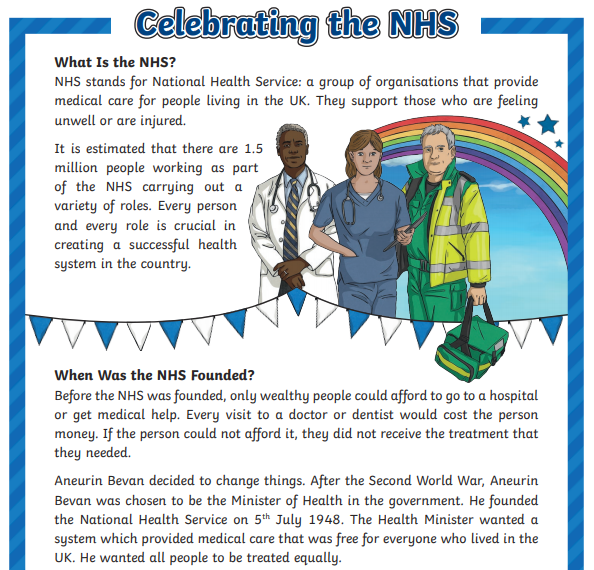 Celebrating the NHS
What Is the NHS?
NHS stands for National Health Service: a group of organisations that provide
medical care for people living in the UK. They support those who are feeling
unwell or are injured.
It is estimated that there are 1.5
million people working as part
of the NHS carrying out a
variety of roles. Every person
and every role is crucial in
creating a successful health
system in the country.
When Was the NHS Founded?
Before the NHS was founded, only wealthy people could afford to go to a hospital
or get medical help. Every visit to a doctor or dentist would cost the person
money. If the person could not afford it, they did not receive the treatment that
they needed.
Aneurin Bevan decided to change things. After the Second World War, Aneurin
Bevan was chosen to be the Minister of Health in the government. He founded
the National Health Service on 5th July 1948. The Health Minister wanted a
system which provided medical care that was free for everyone who lived in the
UK. He wanted all people to be treated equally.